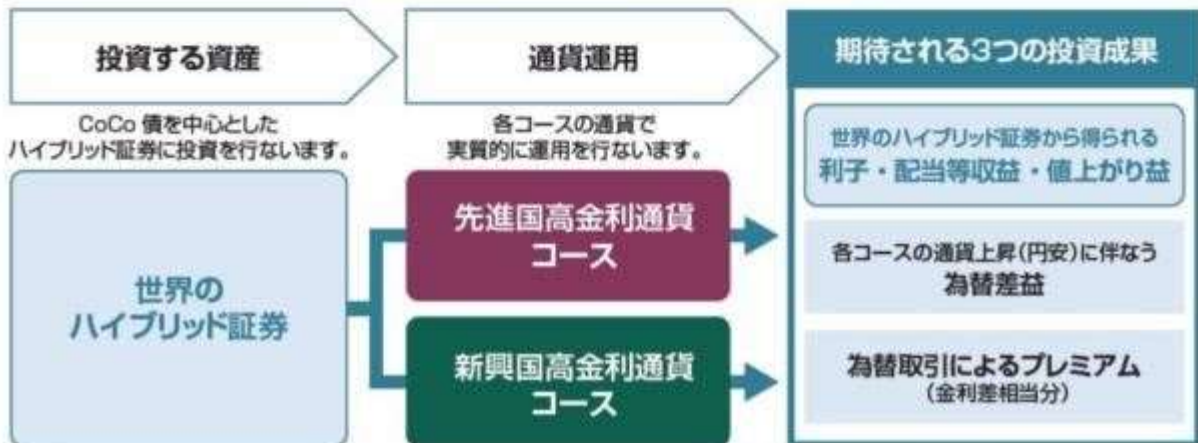 投資する資産
通貨運用
期待される3つの投資成果
CoCo 債を中心とした
ハイブリッド証券に投資を行ないます。
各コースの通貨で
実質的に運用を行ないます。
世界の
ハイブリッド証券
先進国高金利通貨
コース
新興国高金利通貨
コース
世界のハイブリッド証券から得られる
利子・配当等収益・値上がり益
各コースの通貨上昇(円安)に伴なう
為替差益
為替取引によるプレミアム
(金利差相当分)